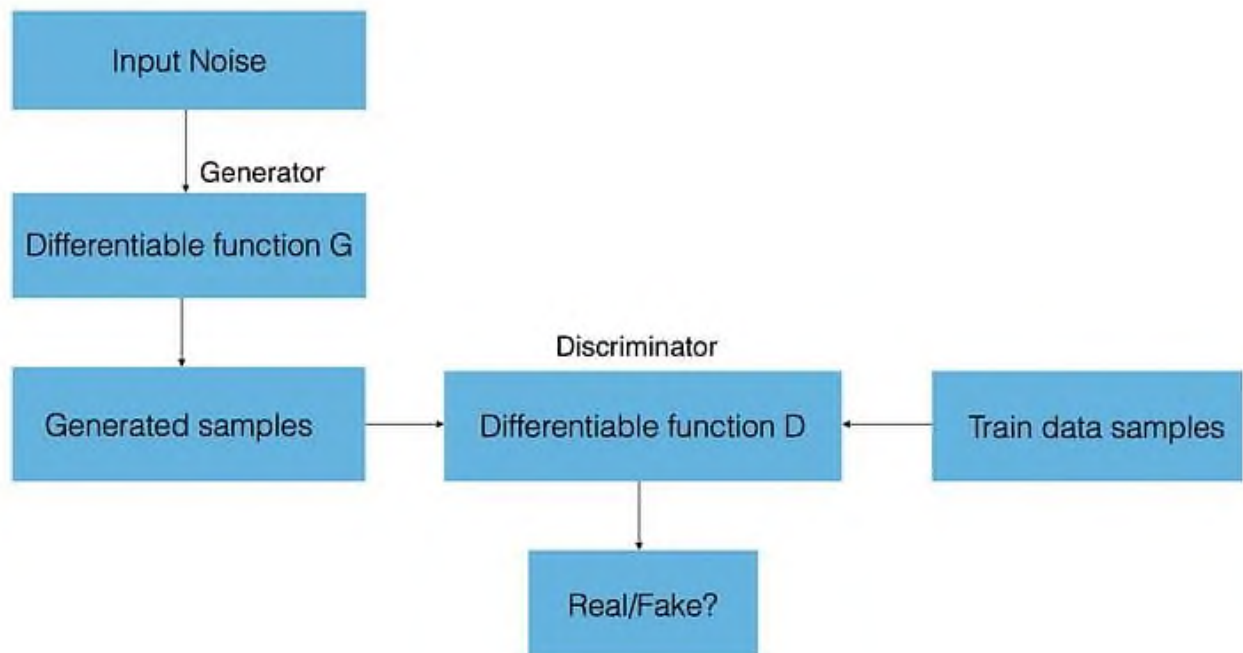 Input Noise
Generator
Differentiable function G
Discriminator
Generated samples
Differentiable function D
Train data samples
Real/Fake?